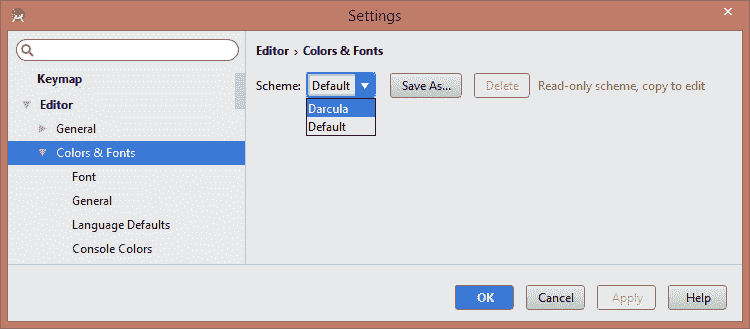 Settings
Keymap
Editor
General
Colors & Fonts
Font
General
Language Defaults
Console Colors
Editor › Colors & Fonts
Scheme: Default Save As... Delete Read-only scheme, copy to edit
Darcula
Default
OK Cancel Apply Help